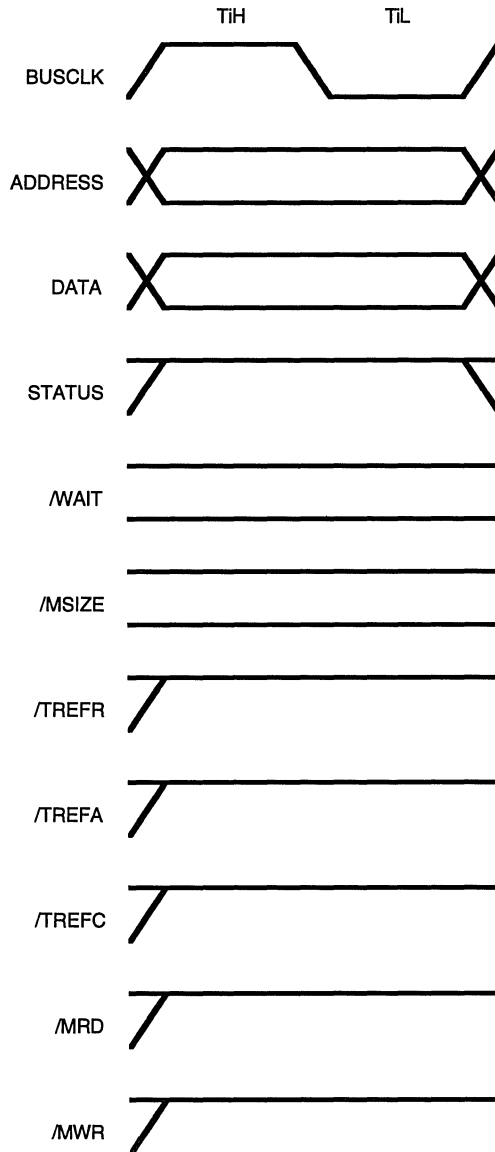 TiH TiL
BUSCLK
ADDRESS
DATA
STATUS
/WAIT
/MSIZE
/TREFR
/TREFA
/TREFC
/MRD
/MWR